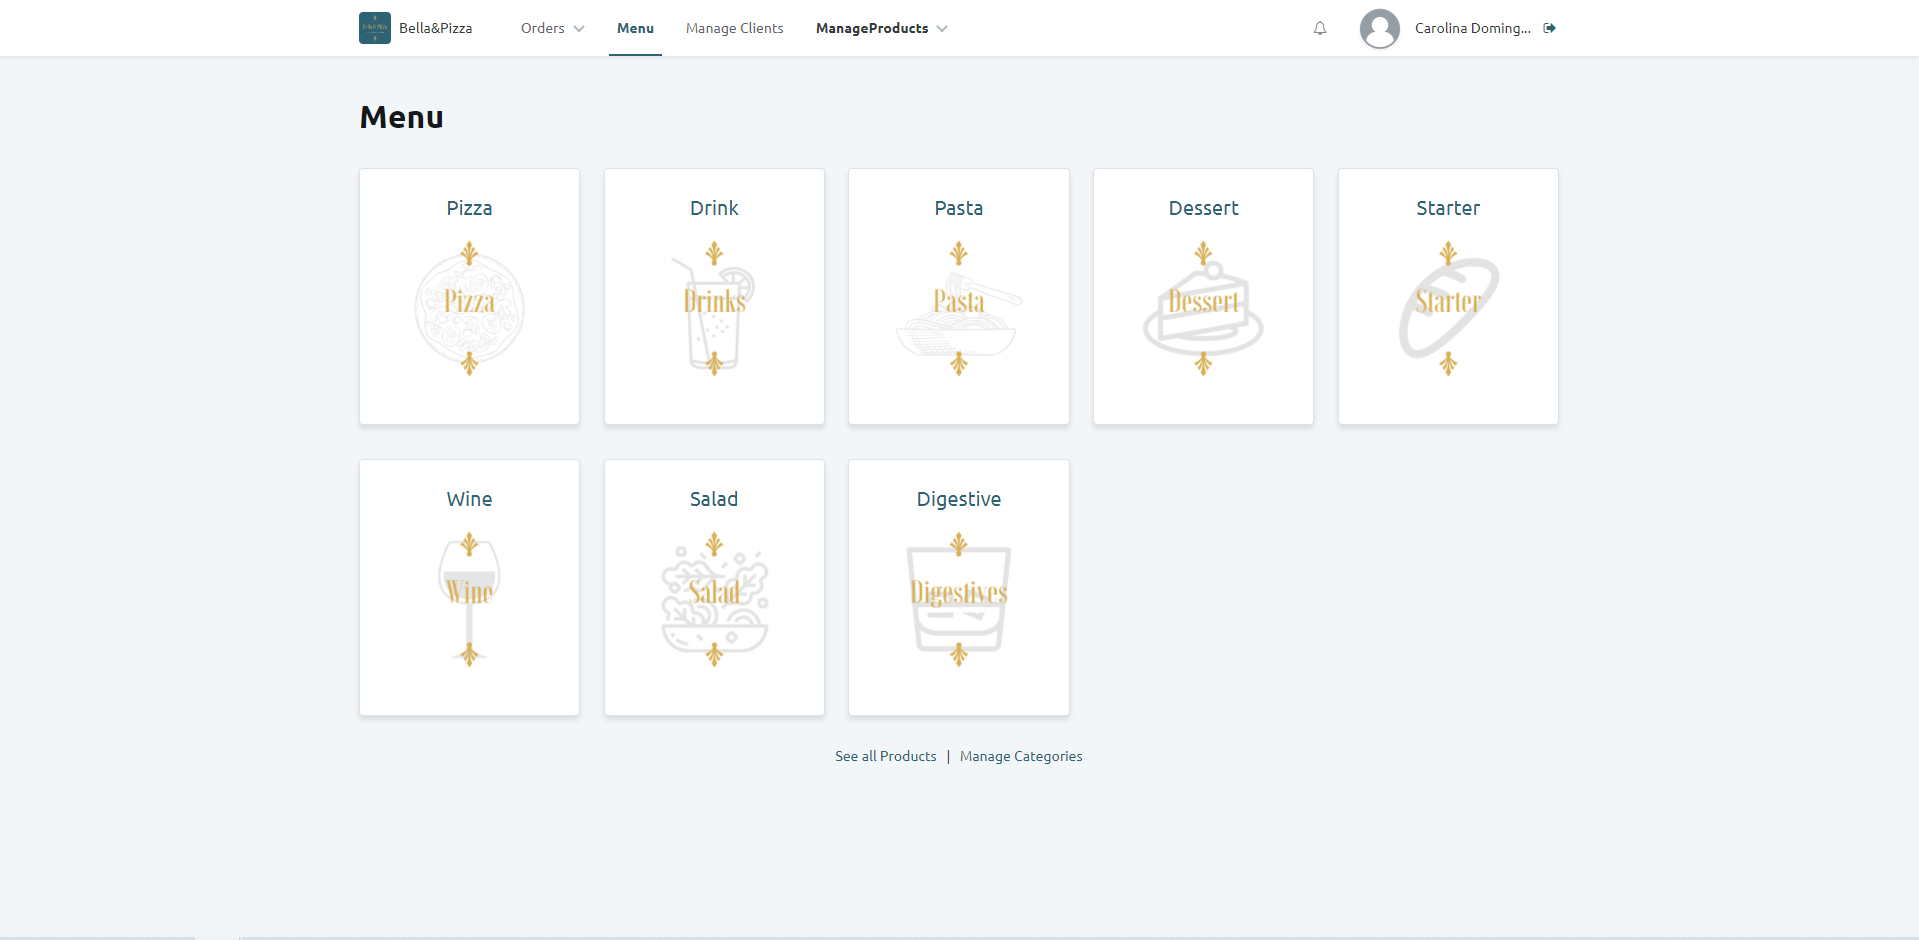 Bella&Pizza Orders Menu Manage Clients ManageProducts Carolina Doming...
Menu
Pizza Drink Pasta Dessert Starter
Pizza Drinks Pasta Dessert Starter
Wine Salad Digestive
Wine Salad Digestives
See all Products | Manage Categories